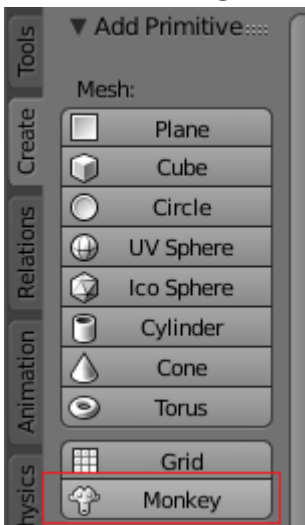 Tools
Create
Relations
Animation
hysics
Add Primitive
Mesh:
Plane
Cube
Circle
UV Sphere
Ico Sphere
Cylinder
Cone
Torus
Grid
Monkey